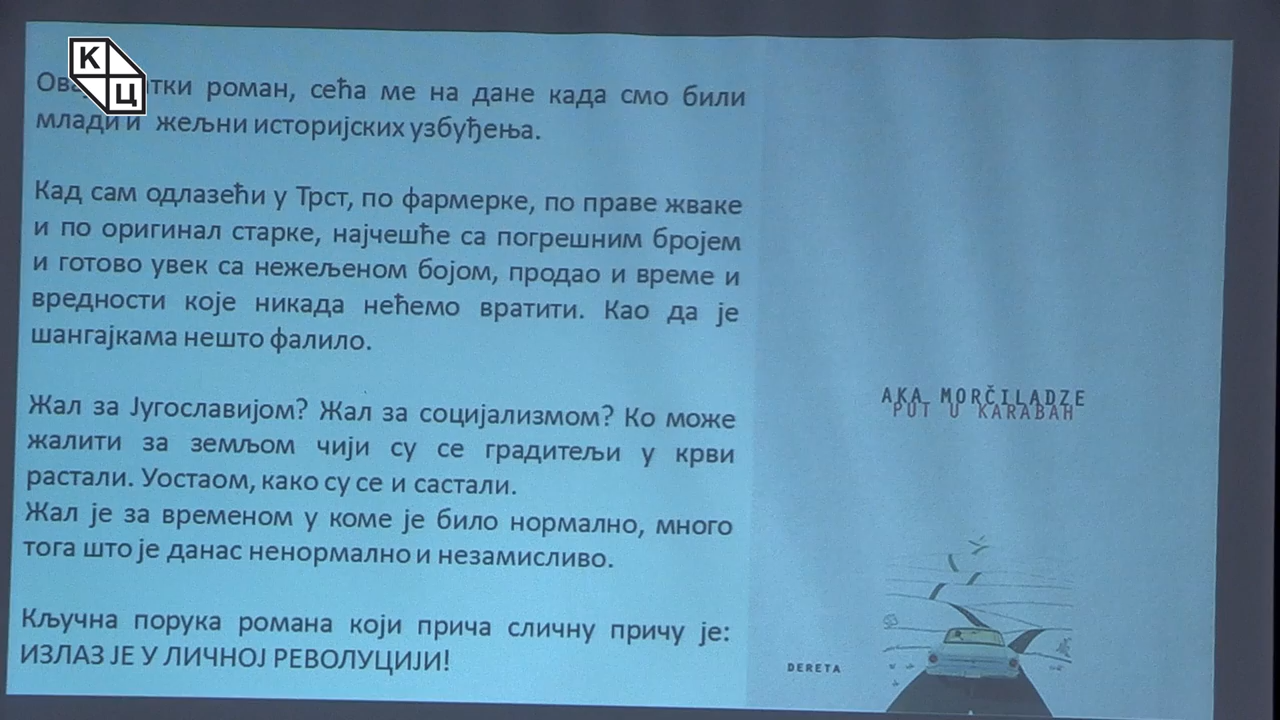 КЦ
тки роман, сећа ме на дане када смо били
млади и жељни историјских узбуђења.
Кад сам одлазећи у Трст, по фармерке, по праве жваке
и по оригинал старке, најчешће са погрешним бројем
и готово увек са нежељеном бојом, продао и време и
вредности које никада нећемо вратити. Као да је
шангајкама нешто фалило.
Жал за Југославијом? Жал за социјализмом? Ко може
жалити за земљом чији су се градитељи у крви
растали. Уостаом, како су се и састали.
Жал је за временом у коме је било нормално, много
тога што је данас ненормално и незамисливо.
Кључна порука романа који прича сличну причу је:
ИЗЛАЗ ЈЕ У ЛИЧНОЈ РЕВОЛУЦИЈИ!
AKA MORČILADZE
PUT U KARABAH
DERETA